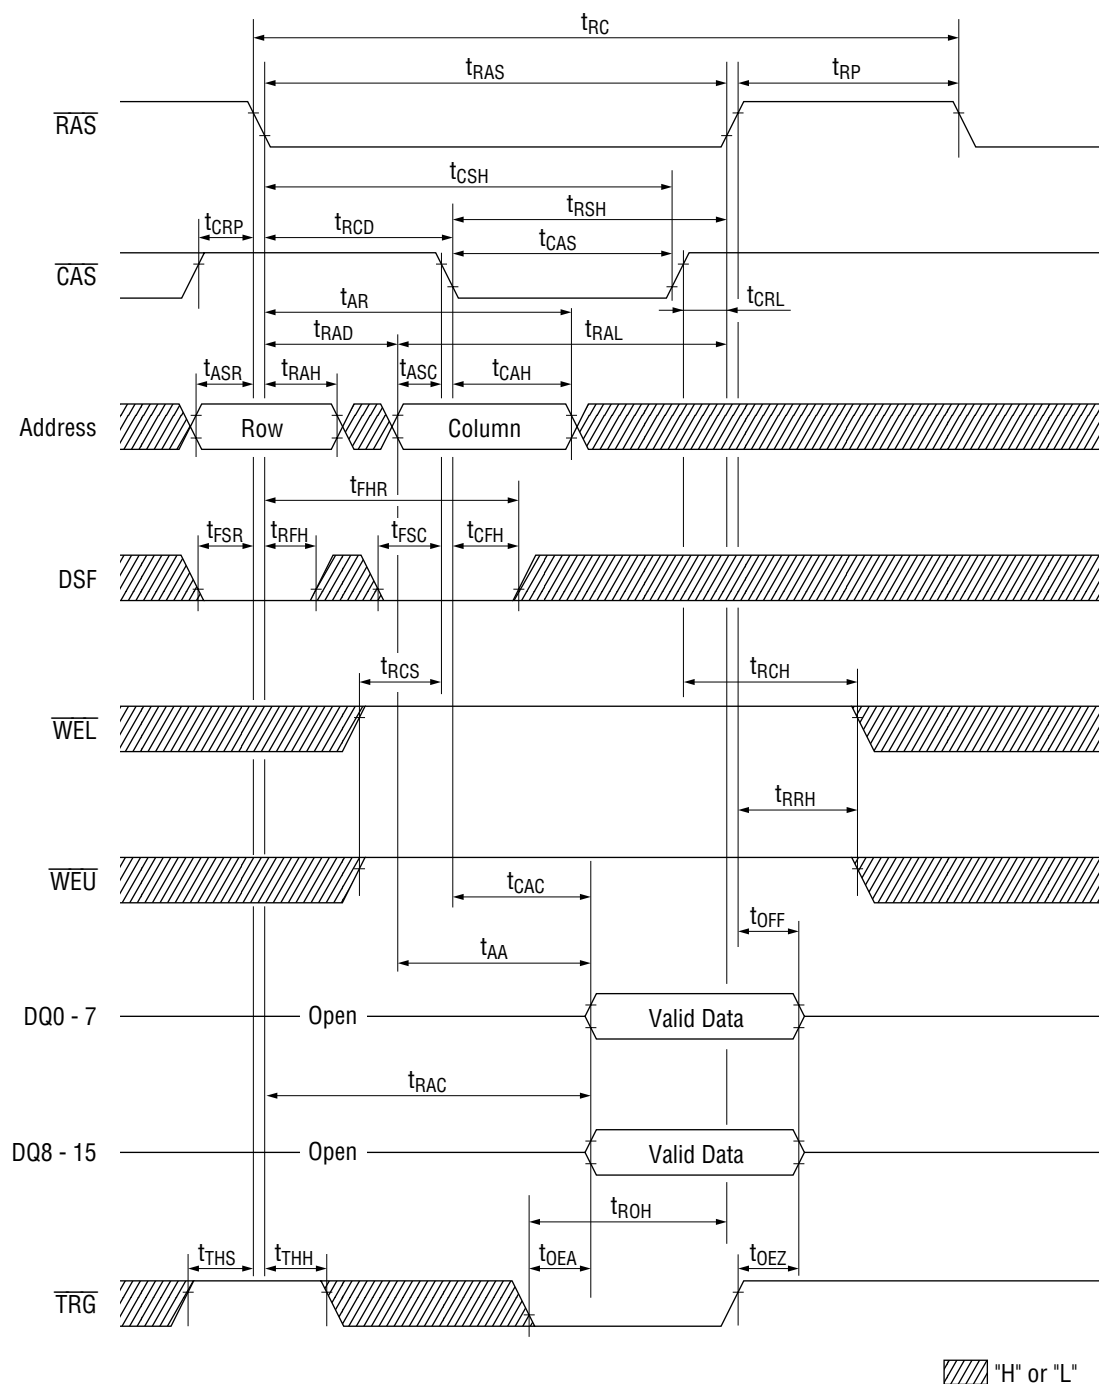 tRC
tRAS tRP
RAS
tCSH
tRSH
tCRP tRCD
tCAS
CAS
tCRL
tAR
tRAD tRAL
tASR tRAH tASC tCAH
Address Row Column
tFHR
tFSR tRFH tFSC tCFH
DSF
tRCS tRCH
WEL
tRRH
WEU
tCAC
tOFF
tAA
DQ0 - 7 Open Valid Data
tRAC
DQ8 - 15 Open Valid Data
tROH
tTHS tTHH tOEA tOEZ
TRG
"H" or "L"